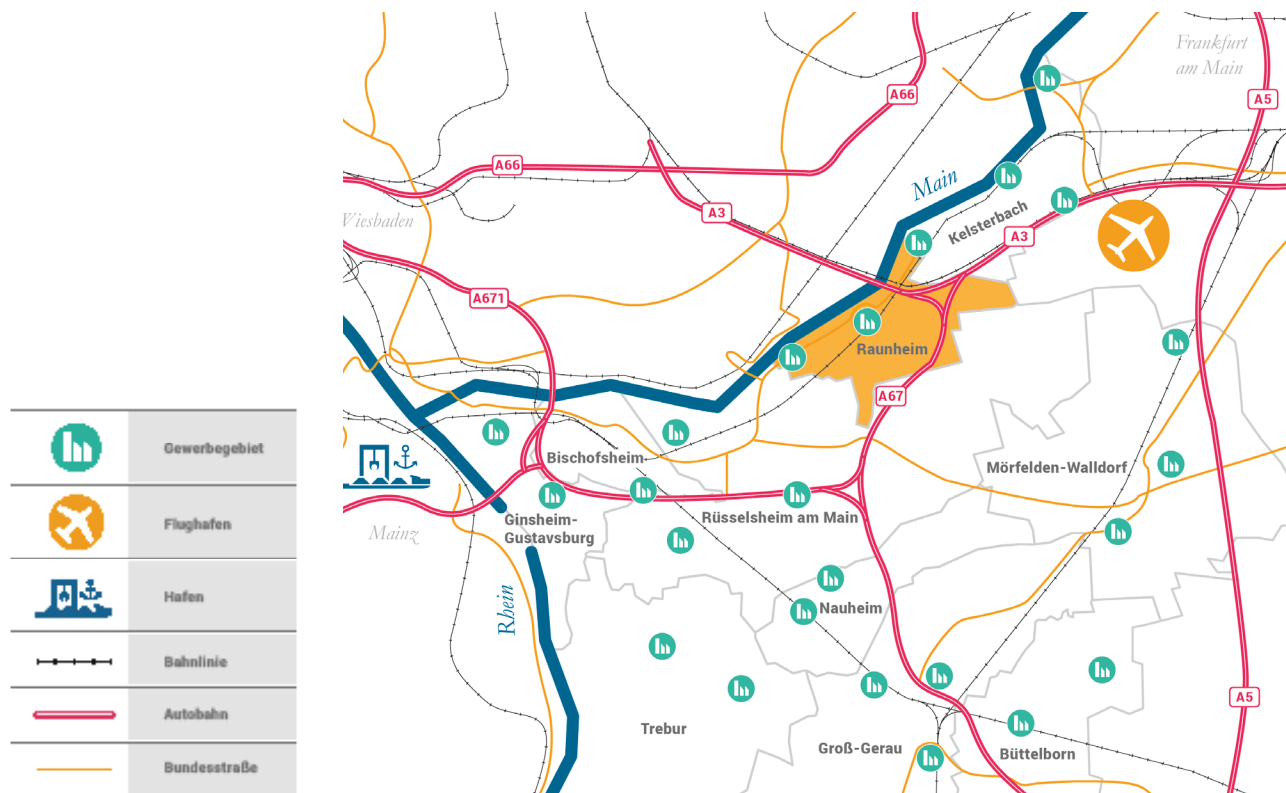 Frankfurt
am Main
A66
A5
A66
Main
Wiesbaden
A3
Kelsterbach
A3
A671
Raunheim
A67
Gewerbegebiet
Bischofsheim
Mörfelden-Walldorf
Ginsheim-
Gustavsburg
Rüsselsheim am Main
Flughafen
Mainz
Hafen
Rhein
Nauheim
Bahnlinie
A5
Autobahn
Trebur
Groß-Gerau
Büttelborn
Bundesstraße